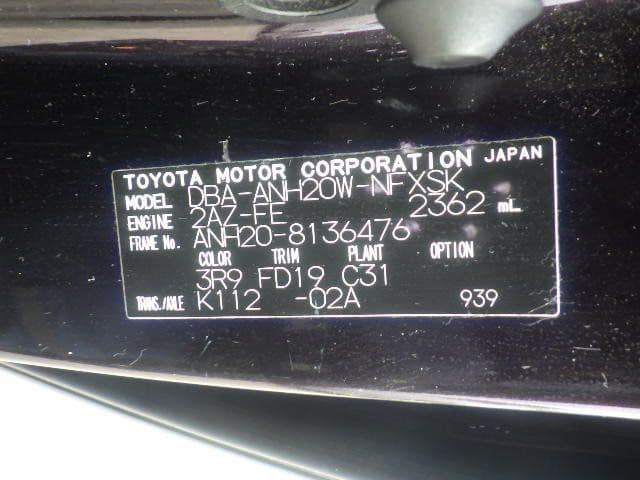 TOYOTA MOTOR CORPORATION JAPAN
MODEL DBA-ANH20W-NFXSK
ENGINE 2AZ-FE 2362 mL
FRAME No. ANH20-8136476
COLOR TRIM PLANT OPTION
3R9 FD19 C31
TRANS./AXLE K112 -02A 939